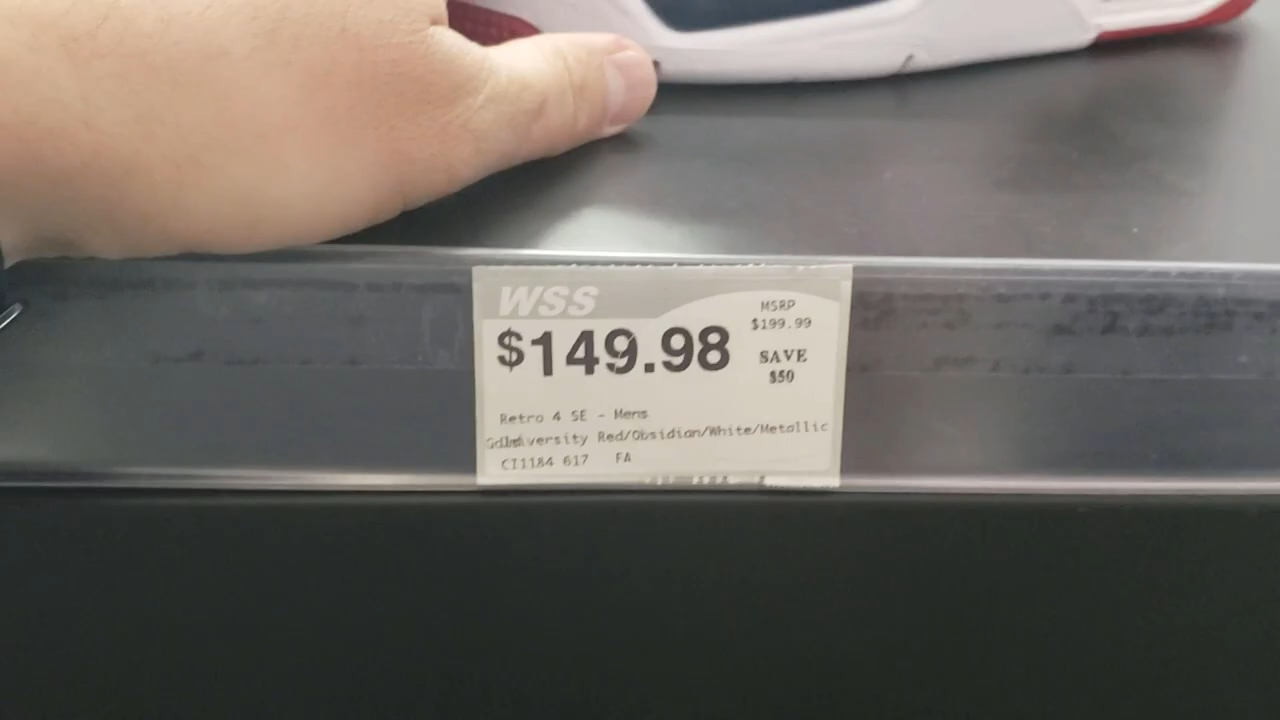 WSS
MSRP
$199.99
$149.98
SAVE
$50
Retro 4 SE - Mens
Red/Obsidian/White/Metallic
CI1184 617 FA